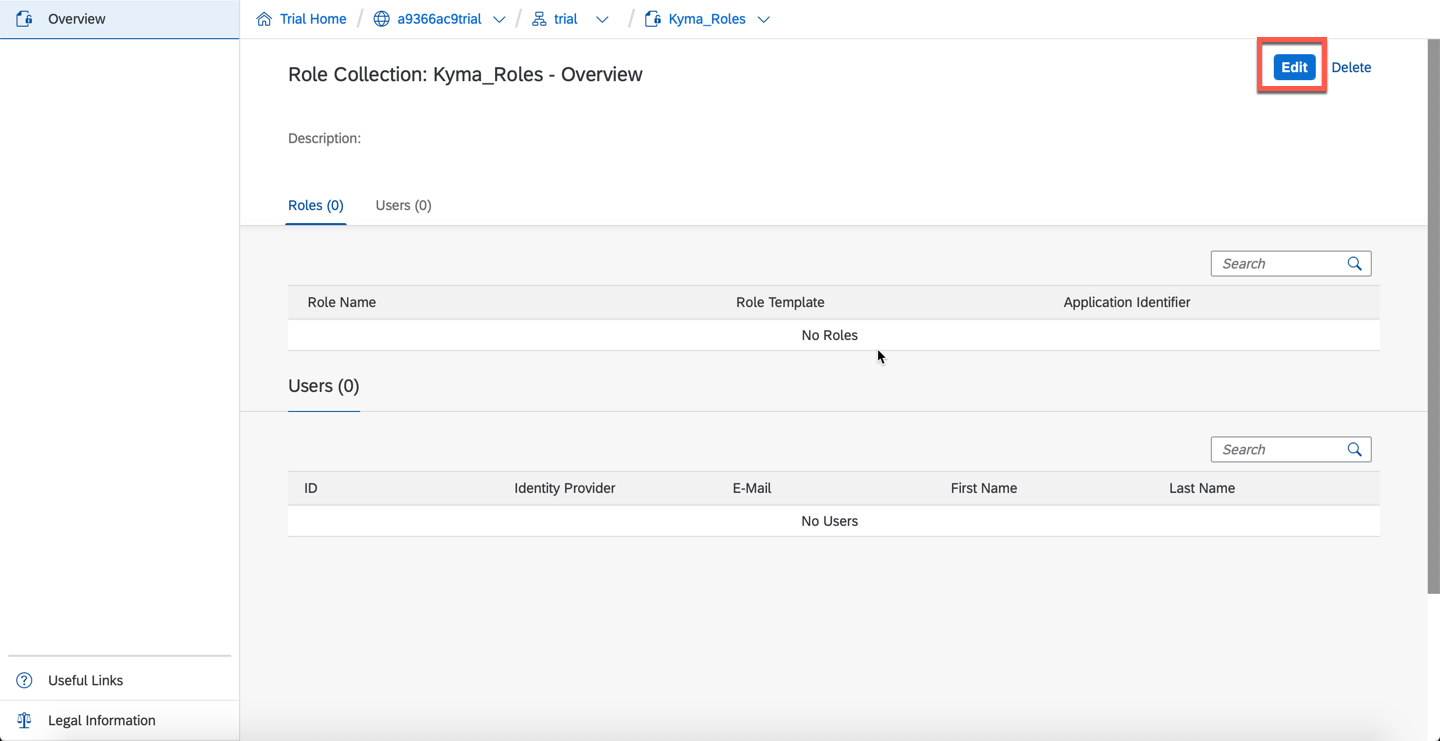 Overview
Trial Home / a9366ac9trial / trial / Kyma_Roles
Role Collection: Kyma_Roles - Overview
Edit Delete
Description:
Roles (0) Users (0)
Search
Role Name Role Template Application Identifier
No Roles
Users (0)
Search
ID Identity Provider E-Mail First Name Last Name
No Users
Useful Links
Legal Information